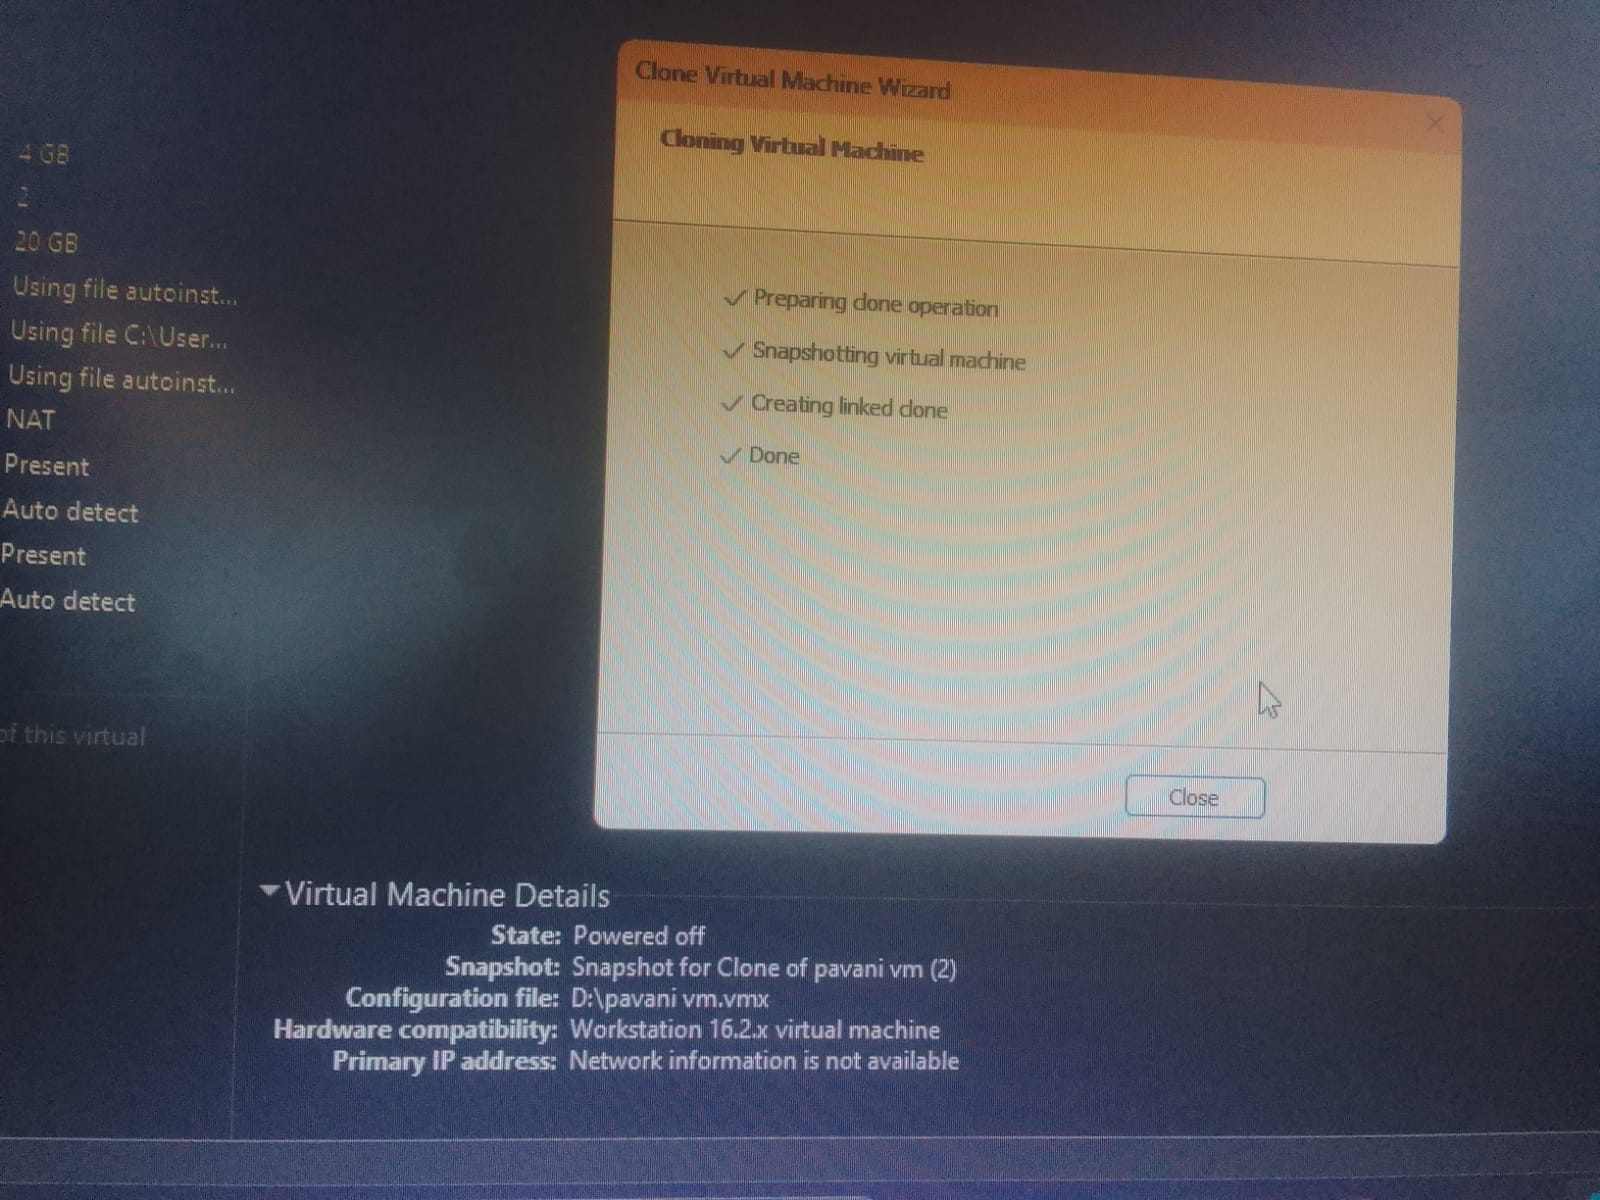 Clone Virtual Machine Wizard
Cloning Virtual Machine
Preparing clone operation
Snapshotting virtual machine
Creating linked clone
Done
Close
4 GB
2
20 GB
Using file autoinst...
Using file C:\User...
Using file autoinst...
NAT
Present
Auto detect
Present
Auto detect
of this virtual
Virtual Machine Details
State: Powered off
Snapshot: Snapshot for Clone of pavani vm (2)
Configuration file: D:\pavani vm.vmx
Hardware compatibility: Workstation 16.2.x virtual machine
Primary IP address: Network information is not available